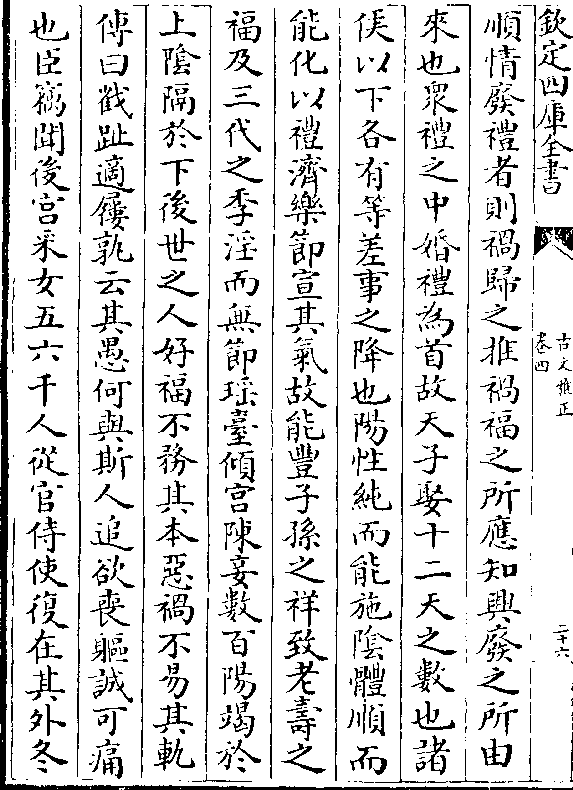 欽定四庫全書
古文雅正
卷四
二十六
順情廢禮者則禍歸之推禍福之所應知興廢之所由
來也衆禮之中婚禮為首故天子娶十二天之數也諸
侯以下各有等差事之降也陽性純而能施隂體順而
能化以禮濟樂節宣其氣故能豐子孫之祥致老壽之
福及三代之季淫而無節瑶臺傾宮陳妾數百陽竭於
上隂隔於下後世之人好福不務其本惡禍不易其軌
傳曰截趾適屨孰云其愚何與斯人追欲喪軀誠可痛
也臣竊聞後宫采女五六千人從官侍使復在其外冬